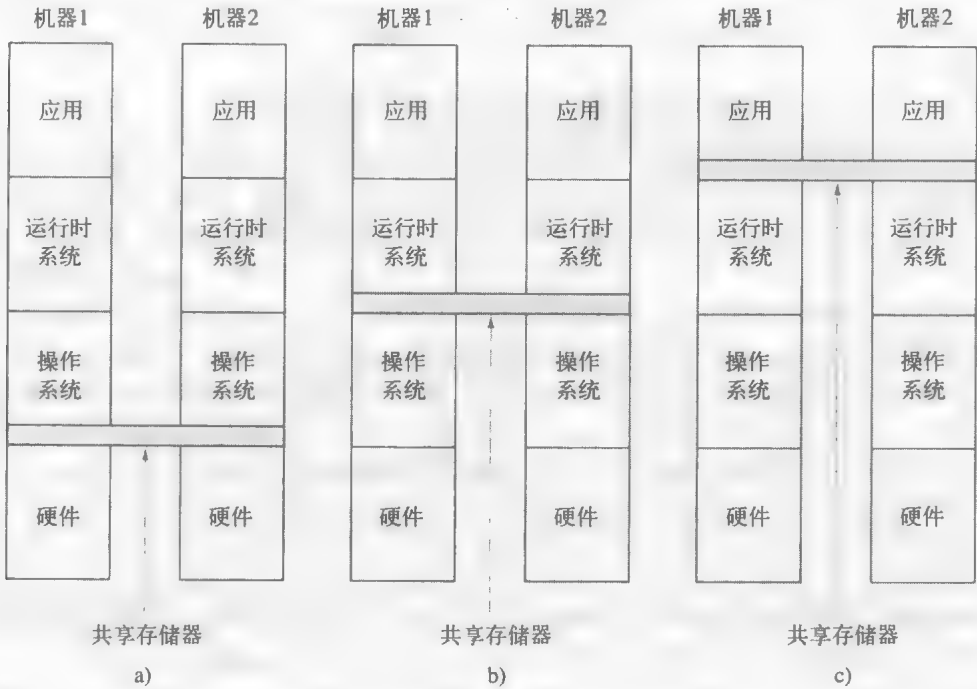 机器1 机器2 机器1 机器2 机器1 机器2
应用 应用 应用 应用 应用 应用
运行时 运行时 运行时 运行时 运行时 运行时
系统 系统 系统 系统 系统 系统
操作 操作 操作 操作 操作 操作
系统 系统 系统 系统 系统 系统
硬件 硬件 硬件 硬件 硬件 硬件
共享存储器 共享存储器 共享存储器
a) b) c)